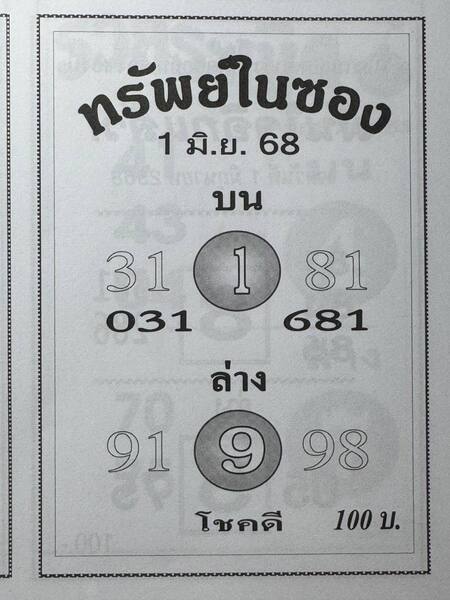 ทรัพย์ในซอง
1 มิ.ย. 68
บน
31 1 81
031 681
ล่าง
91 9 98
โชคดี 100 บ.